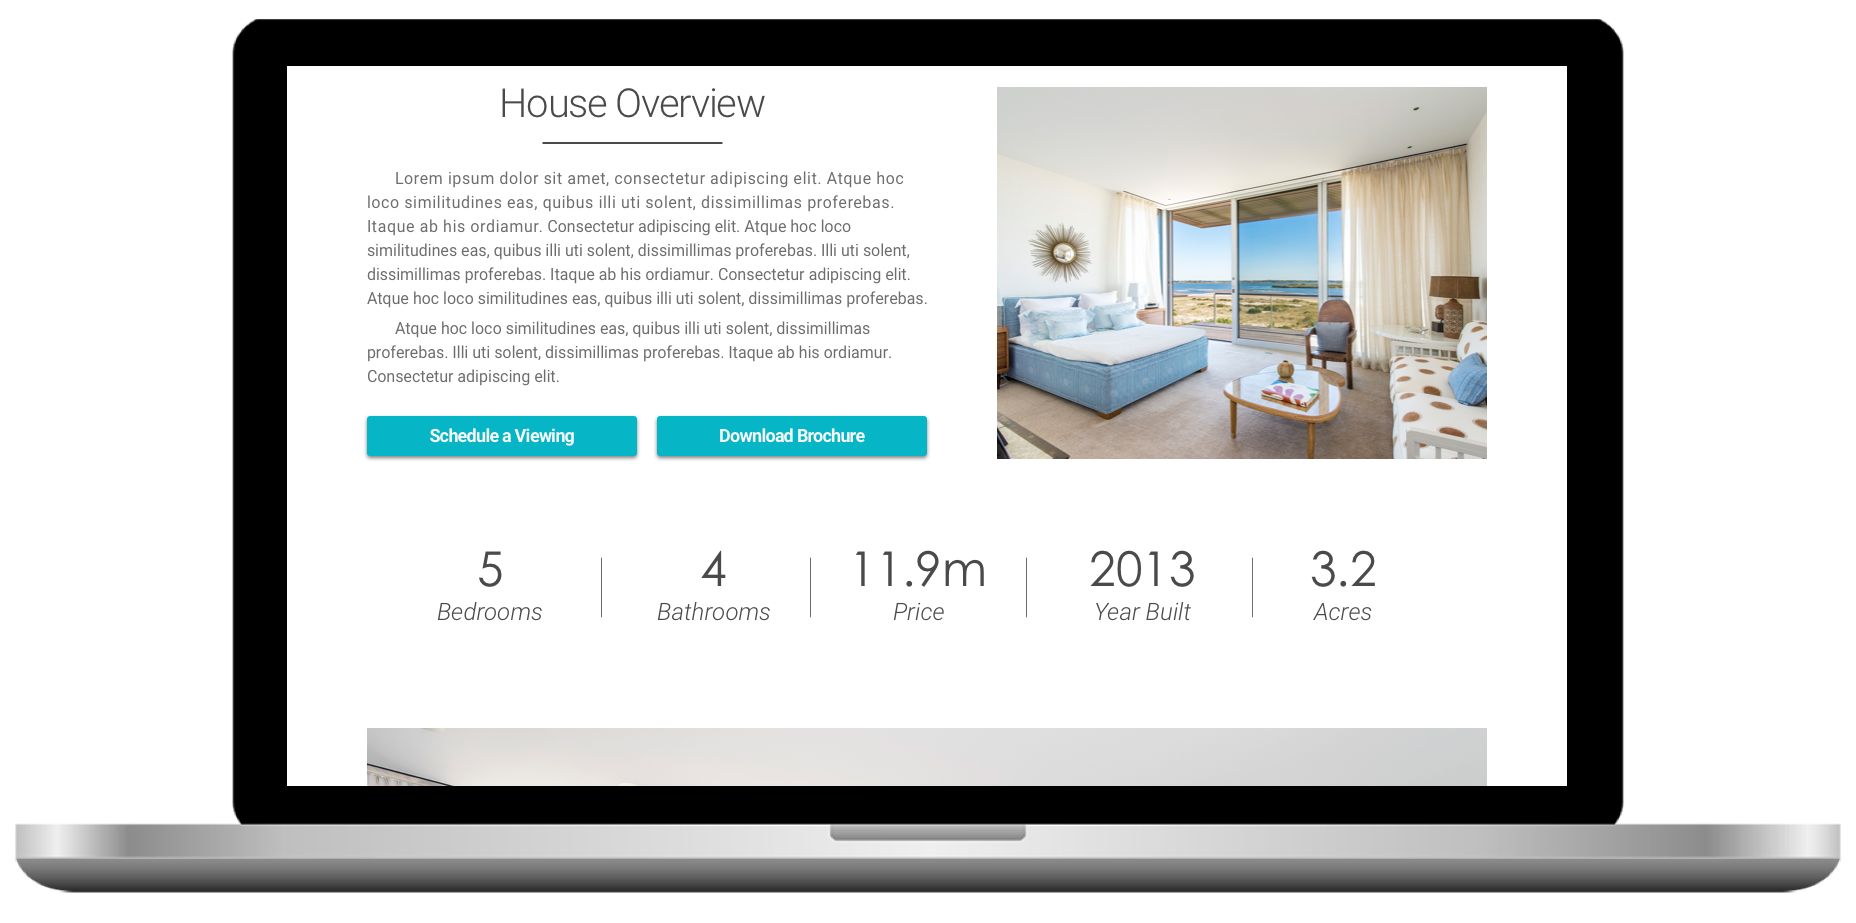 House Overview
Lorem ipsum dolor sit amet, consectetur adipiscing elit. Atque hoc
loco similitudines eas, quibus illi uti solent, dissimillimas proferebas.
Itaque ab his ordiamur. Consectetur adipiscing elit. Atque hoc loco
similitudines eas, quibus illi uti solent, dissimillimas proferebas. Illi uti solent,
dissimillimas proferebas. Itaque ab his ordiamur. Consectetur adipiscing elit.
Atque hoc loco similitudines eas, quibus illi uti solent, dissimillimas proferebas.
Atque hoc loco similitudines eas, quibus illi uti solent, dissimillimas
proferebas. Illi uti solent, dissimillimas proferebas. Itaque ab his ordiamur.
Consectetur adipiscing elit.
Schedule a Viewing
Download Brochure
5
Bedrooms
4
Bathrooms
11.9m
Price
2013
Year Built
3.2
Acres